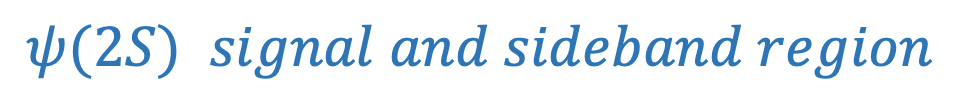 ψ(2S) signal and sideband region